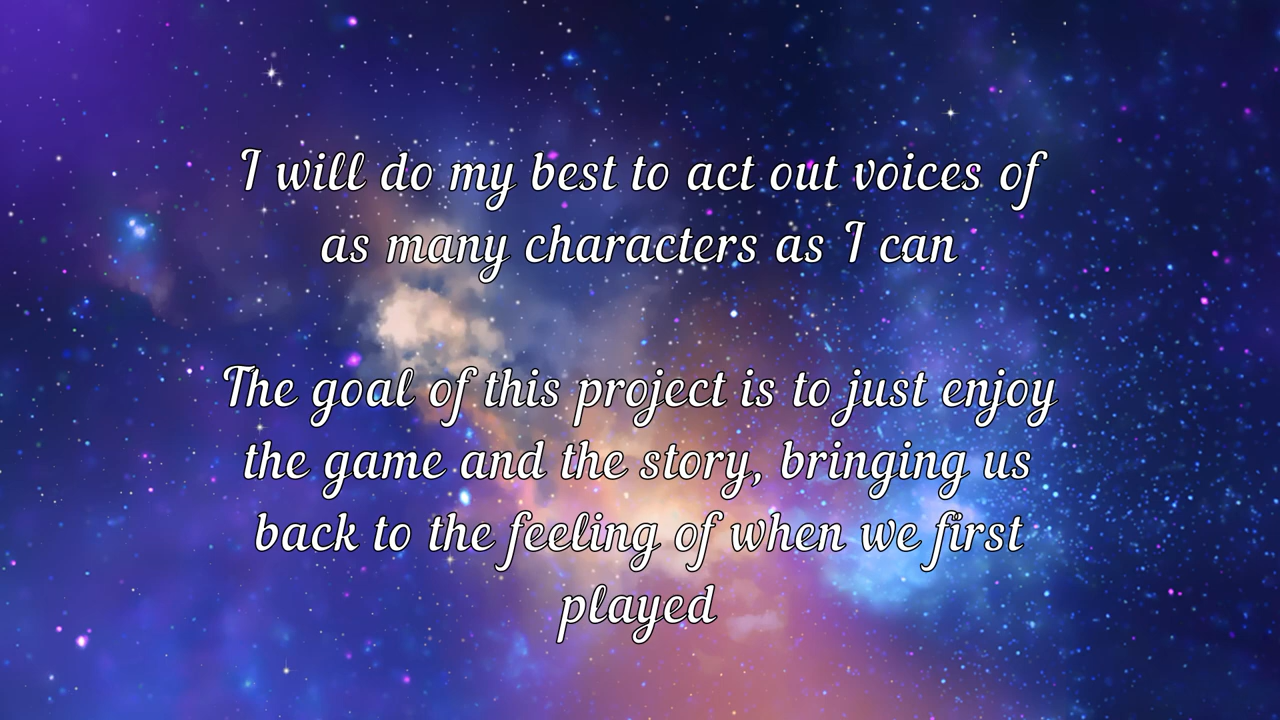 I will do my best to act out voices of
as many characters as I can
The goal of this project is to just enjoy
the game and the story, bringing us
back to the feeling of when we first
played